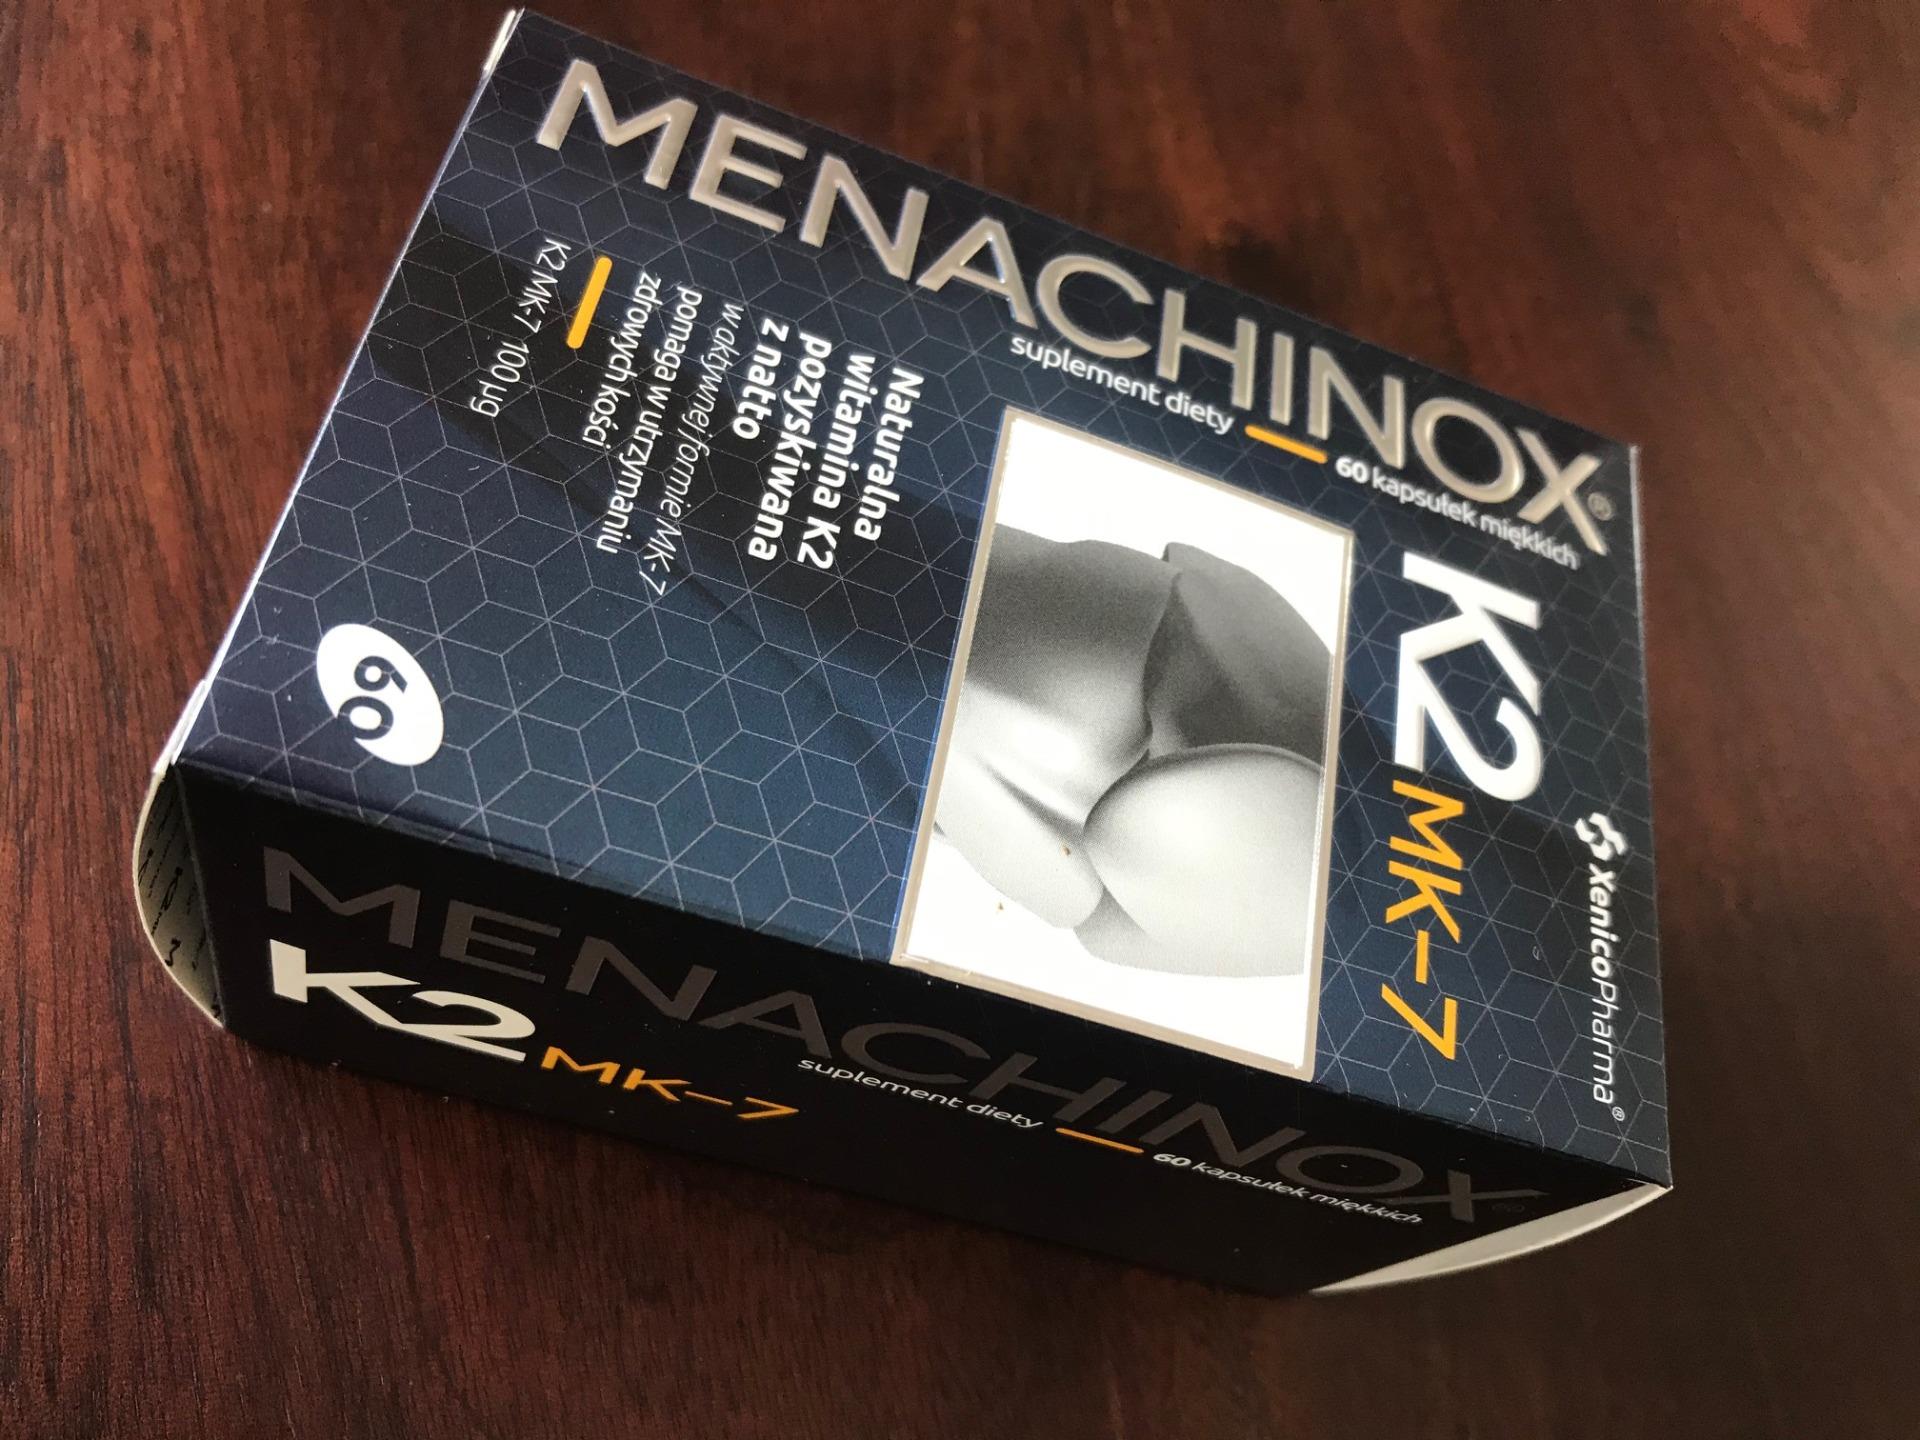 MENACHINOX®
suplement diety 60 kapsułek miękkich
K2 MK-7
XenicoPharma®
Naturalna
witamina K2
pozyskiwana
z natto
w aktywnej formie MK-7
pomaga w utrzymaniu
zdrowych kości
K2 MK-7 100 µg
60
MENACHINOX®
K2 MK-7
suplement diety 60 kapsułek miękkich